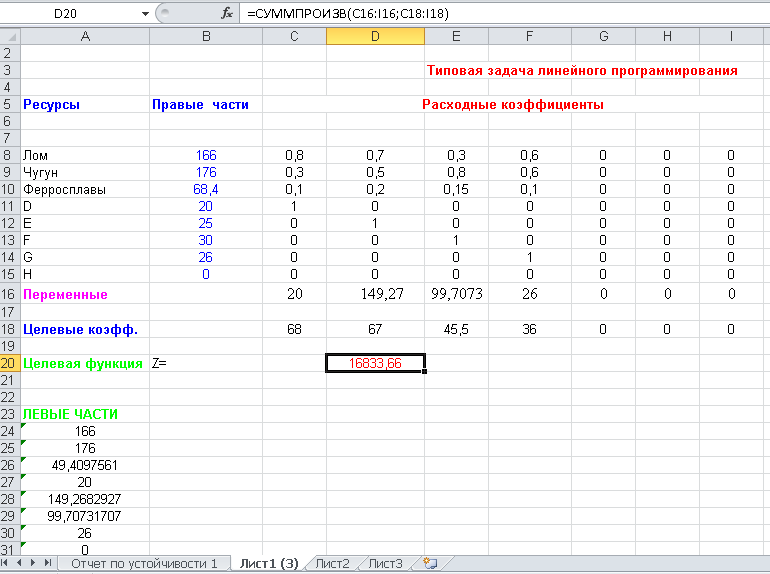 D20 fx =СУММПРОИЗВ(C16:I16;C18:I18)
A B C D E F G H I
2
3 Типовая задача линейного программирования
4
5 Ресурсы Правые части Расходные коэффициенты
6
7
8 Лом 166 0,8 0,7 0,3 0,6 0 0 0
9 Чугун 176 0,3 0,5 0,8 0,6 0 0 0
10 Ферросплавы 68,4 0,1 0,2 0,15 0,1 0 0 0
11 D 20 1 0 0 0 0 0 0
12 E 25 0 1 0 0 0 0 0
13 F 30 0 0 1 0 0 0 0
14 G 26 0 0 0 1 0 0 0
15 H 0 0 0 0 0 0 0 0
16 Переменные 20 149,27 99,7073 26 0 0 0
17
18 Целевые коэфф. 68 67 45,5 36 0 0 0
19
20 Целевая функция Z= 16833,66
21
22
23 ЛЕВЫЕ ЧАСТИ
24 166
25 176
26 49,4097561
27 20
28 149,2682927
29 99,70731707
30 26
31 0
Отчет по устойчивости 1 Лист1 (3) Лист2 Лист3